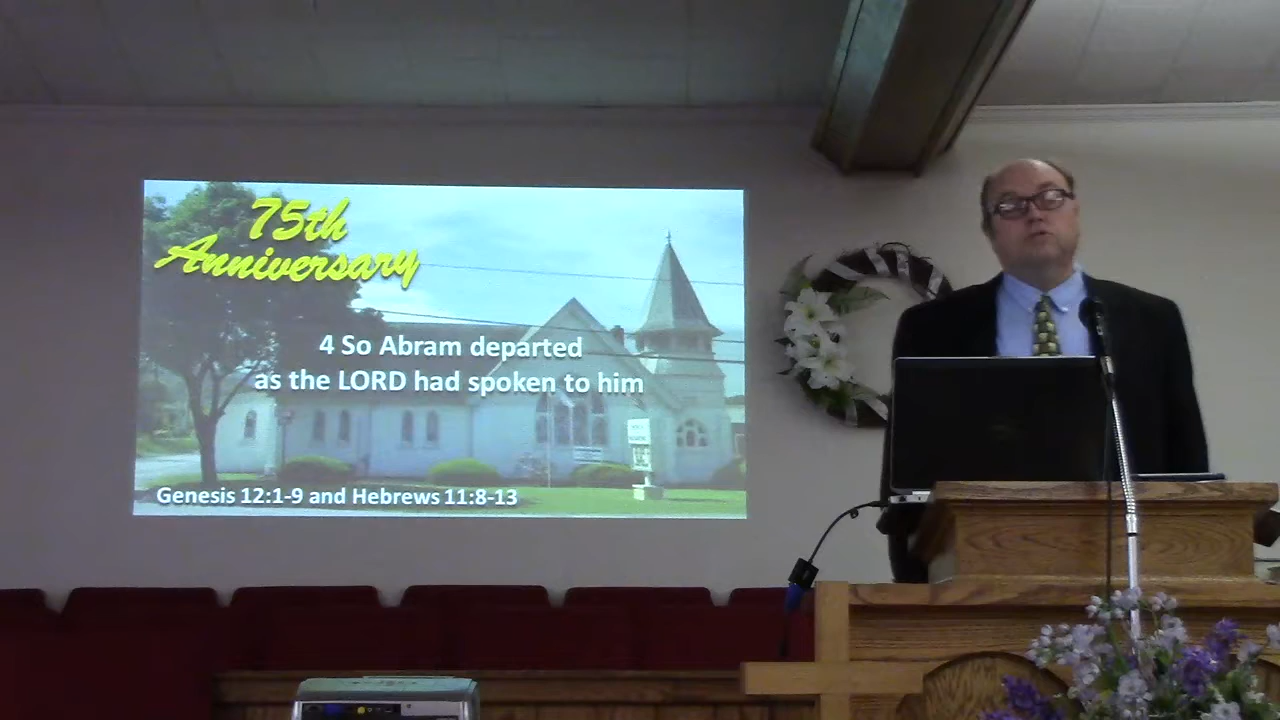 75th
Anniversary
4 So Abram departed
as the LORD had spoken to him
Genesis 12:1-9 and Hebrews 11:8-13